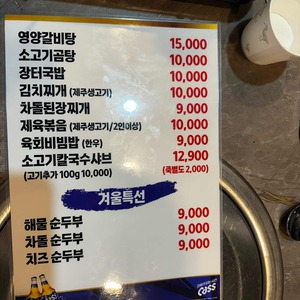 영양갈비탕 15,000
소고기곰탕 10,000
장터국밥 10,000
김치찌개 (제주생고기) 10,000
차돌된장찌개 9,000
제육볶음 (제주생고기/2인이상) 10,000
육회비빔밥 (한우) 9,000
소고기칼국수샤브 12,900
(고기추가 100g 10,000) (죽별도 2,000)
겨울특선
해물 순두부 9,000
차돌 순두부 9,000
치즈 순두부 9,000
Cass